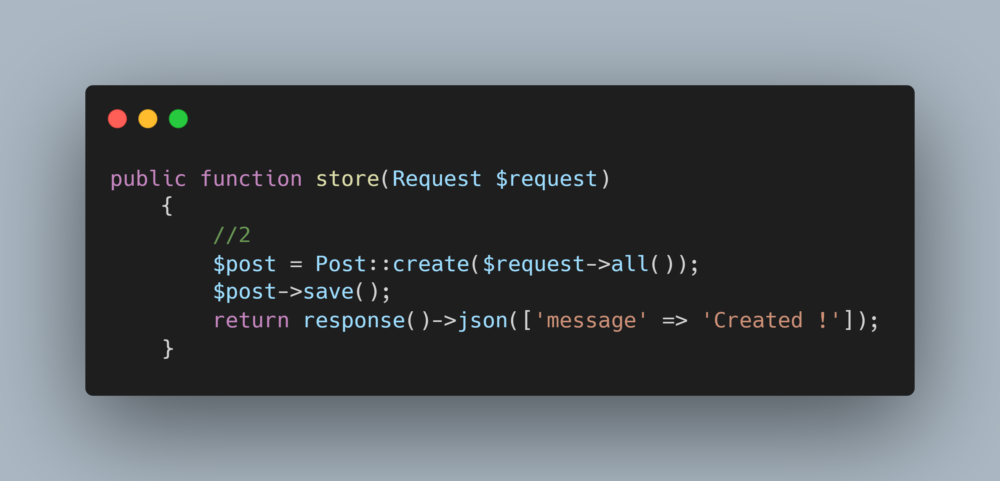 public function store(Request $request)
    {
        //2
        $post = Post::create($request->all());
        $post->save();
        return response()->json(['message' => 'Created !']);
    }